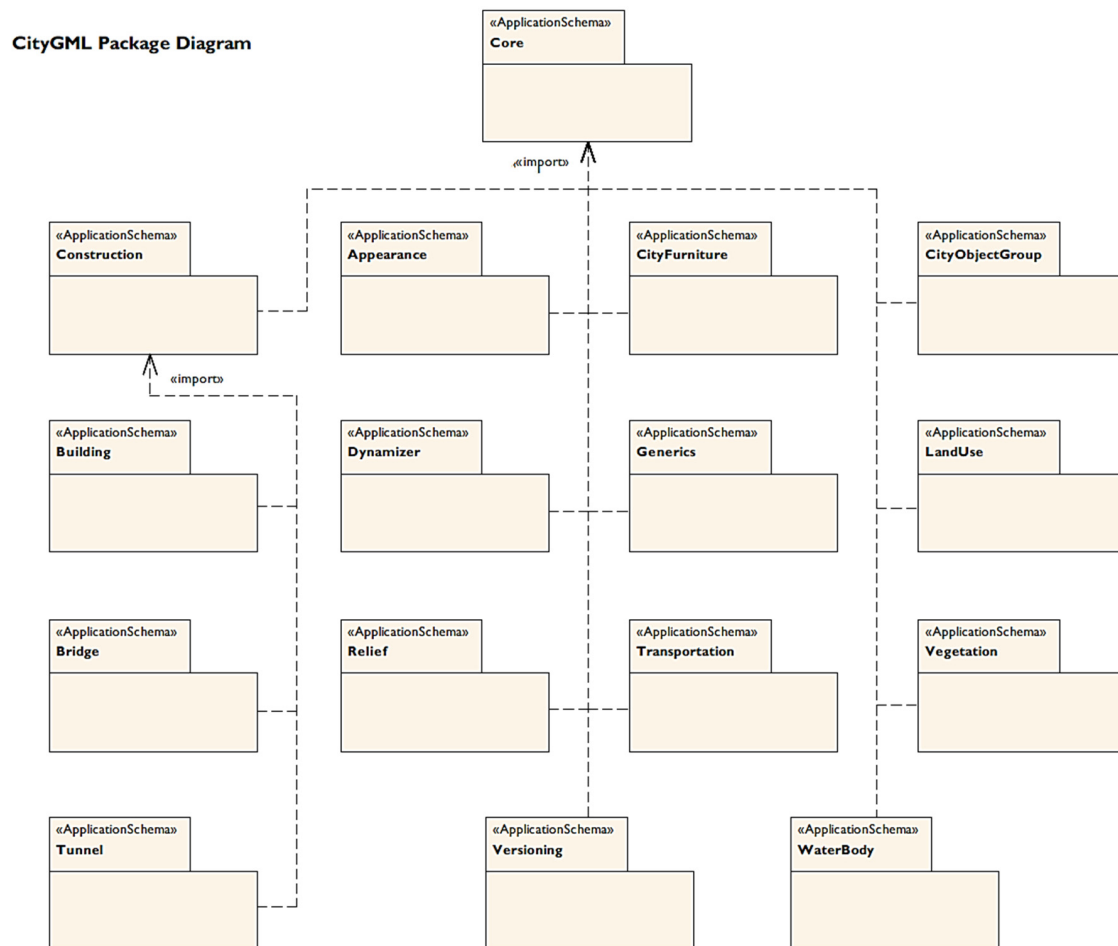 CityGML Package Diagram
«ApplicationSchema»
Core
«import»
«ApplicationSchema»
Construction
«ApplicationSchema»
Appearance
«ApplicationSchema»
CityFurniture
«ApplicationSchema»
CityObjectGroup
«import»
«ApplicationSchema»
Building
«ApplicationSchema»
Dynamizer
«ApplicationSchema»
Generics
«ApplicationSchema»
LandUse
«ApplicationSchema»
Bridge
«ApplicationSchema»
Relief
«ApplicationSchema»
Transportation
«ApplicationSchema»
Vegetation
«ApplicationSchema»
Tunnel
«ApplicationSchema»
Versioning
«ApplicationSchema»
WaterBody